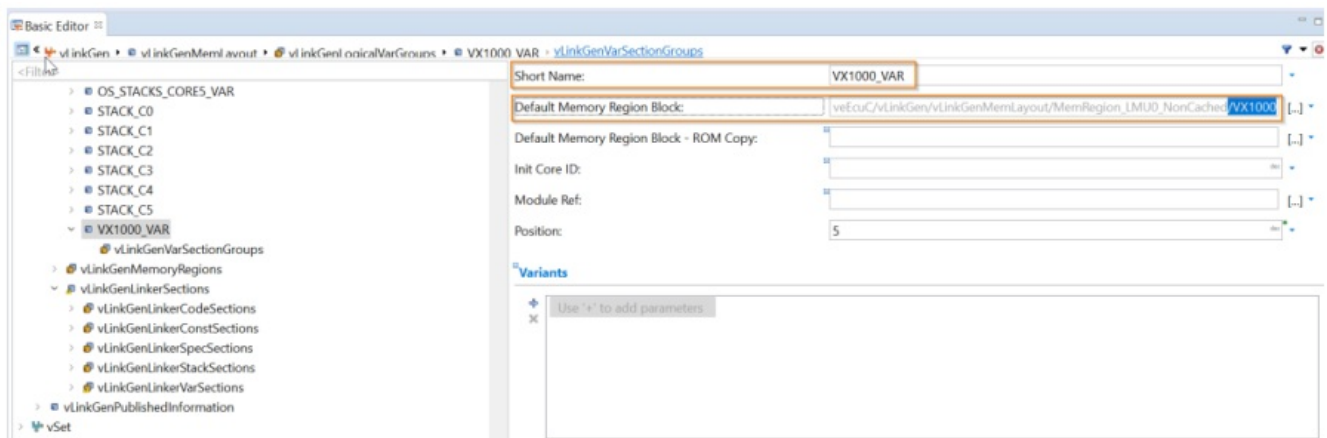 Basic Editor
vLinkGen ▸ vLinkGenMemLayout ▸ vLinkGenLogicalVarGroups ▸ VX1000_VAR ▸ vLinkGenVarSectionGroups
<Filter>
Short Name: VX1000_VAR
OS_STACKS_CORE5_VAR
Default Memory Region Block: veEcuC/vLinkGen/vLinkGenMemLayout/MemRegion_LMU0_NonCached/VX1000 [...]
STACK_C0
STACK_C1
Default Memory Region Block - ROM Copy: [...]
STACK_C2
STACK_C3
Init Core ID:
STACK_C4
STACK_C5
Module Ref: [...]
VX1000_VAR
Position: 5
vLinkGenVarSectionGroups
vLinkGenMemoryRegions
Variants
vLinkGenLinkerSections
vLinkGenLinkerCodeSections
Use '+' to add parameters
vLinkGenLinkerConstSections
vLinkGenLinkerSpecSections
vLinkGenLinkerStackSections
vLinkGenLinkerVarSections
vLinkGenPublishedInformation
vSet